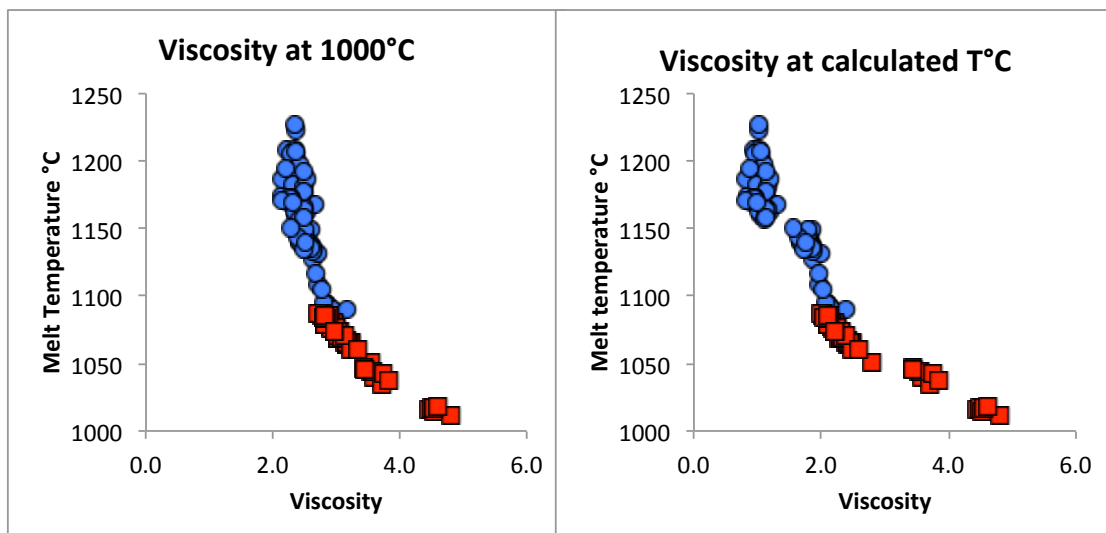 Viscosity at 1000°C
Melt Temperature °C
1250
1200
1150
1100
1050
1000
0.0 2.0 4.0 6.0
Viscosity
Viscosity at calculated T°C
Melt temperature °C
1250
1200
1150
1100
1050
1000
0.0 2.0 4.0 6.0
Viscosity